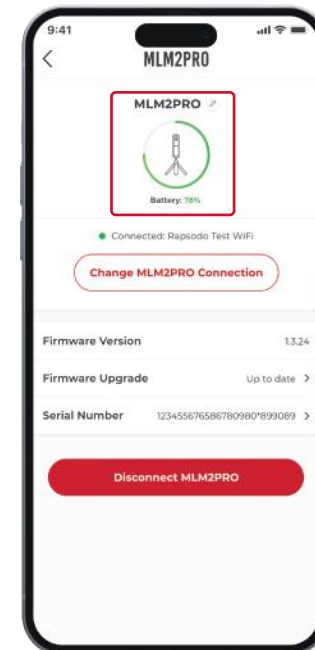 9:41
MLM2PRO
MLM2PRO
Battery: 78%
Connected: Rapsodo Test WiFi
Change MLM2PRO Connection
Firmware Version 1.3.24
Firmware Upgrade Up to date >
Serial Number 123455676586780980*899089 >
Disconnect MLM2PRO